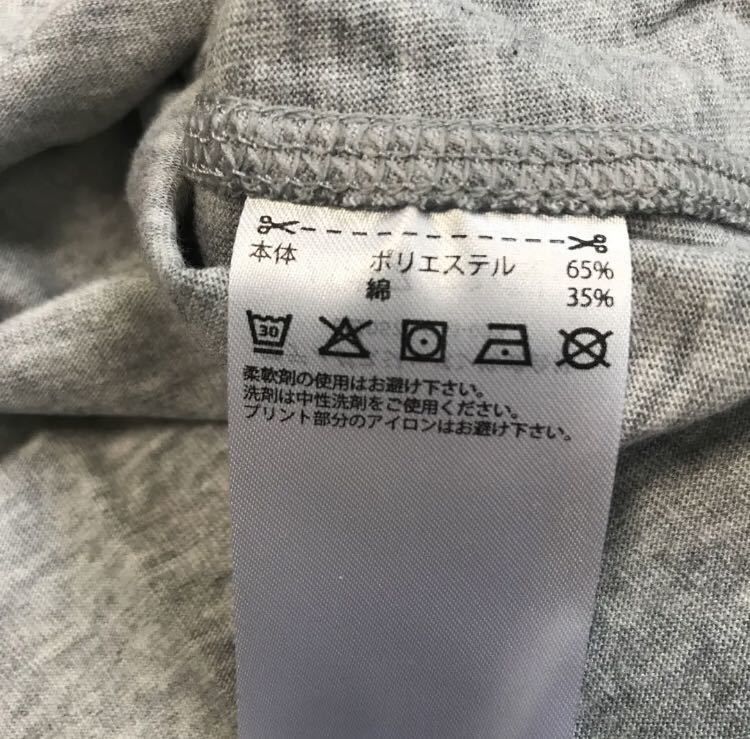 本体 ポリエステル 65%
綿 35%
30
柔軟剤の使用はお避け下さい。
洗剤は中性洗剤をご使用ください。
プリント部分のアイロンはお避け下さい。